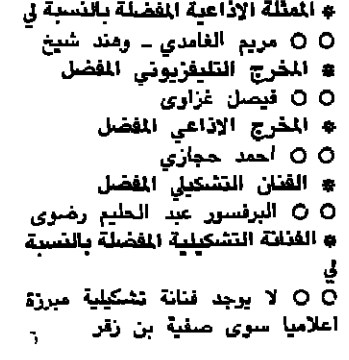 * الممثلة الإذاعية المفضلة بالنسبة لي
○ ○ مريم الغامدي ـ وهند شيخ
* المخرج التليفزيوني المفضل
○ ○ فيصل غزاوى
* المخرج الاذاعي المفضل
○ ○ احمد حجازي
* الفنان التشكيلي المفضل
○ ○ البرفسور عبد الحليم رضوى
* الفنانة التشكيلية المفضلة بالنسبة
لي
○ ○ لا يوجد فنانة تشكيلية مبرزة
اعلاميا سوى صفية بن زقر